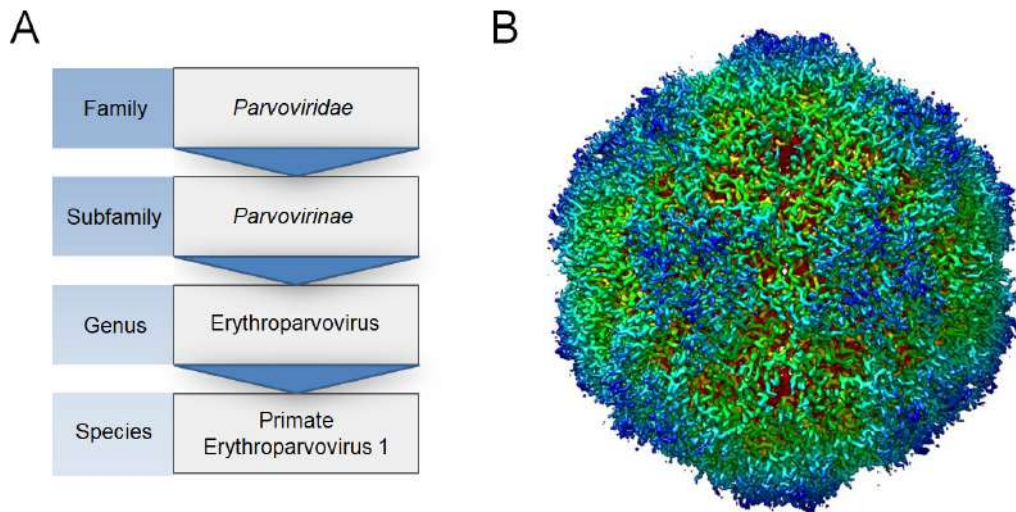 A
B
Family
Parvoviridae
Subfamily
Parvovirinae
Genus
Erythroparvovirus
Species
Primate
Erythroparvovirus 1